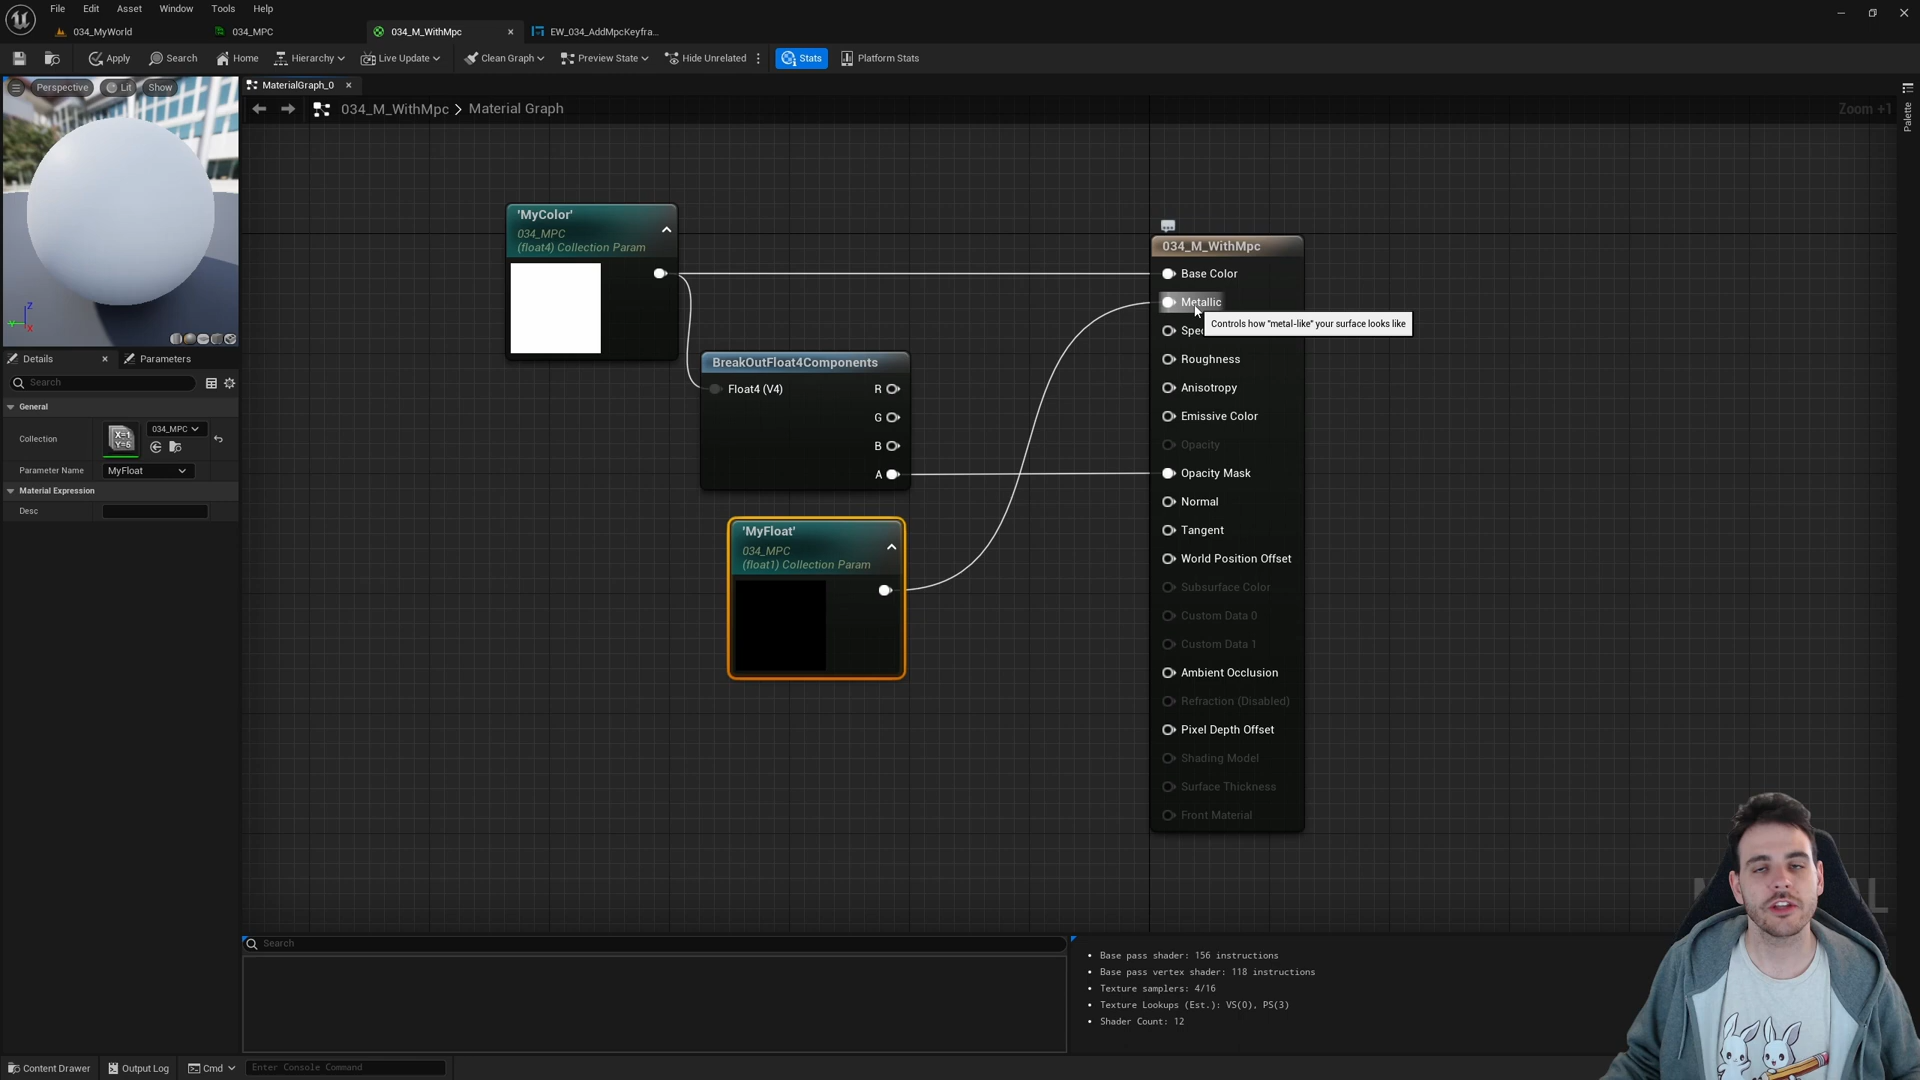 File Edit Asset Window Tools Help
034_MyWorld 034_MPC 034_M_WithMpc EW_034_AddMpcKeyfra...
Apply Search Home Hierarchy Live Update Clean Graph Preview State Hide Unrelated Stats Platform Stats
MaterialGraph_0
Perspective Lit Show
034_M_WithMpc > Material Graph
Zoom +1
Palette
'MyColor'
034_MPC
(float4) Collection Param
BreakOutFloat4Components
Float4 (V4) R
G
B
A
'MyFloat'
034_MPC
(float1) Collection Param
034_M_WithMpc
Base Color
Metallic
Controls how "metal-like" your surface looks like
Roughness
Anisotropy
Emissive Color
Opacity
Opacity Mask
Normal
Tangent
World Position Offset
Subsurface Color
Custom Data 0
Custom Data 1
Ambient Occlusion
Refraction (Disabled)
Pixel Depth Offset
Shading Model
Surface Thickness
Front Material
Z
Y
X
Details Parameters
Search
General
Collection
X=1
Y=5
034_MPC
Parameter Name MyFloat
Material Expression
Desc
Search
Base pass shader: 156 instructions
Base pass vertex shader: 118 instructions
Texture samplers: 4/16
Texture Lookups (Est.): VS(0), PS(3)
Shader Count: 12
Content Drawer Output Log Cmd Enter Console Command